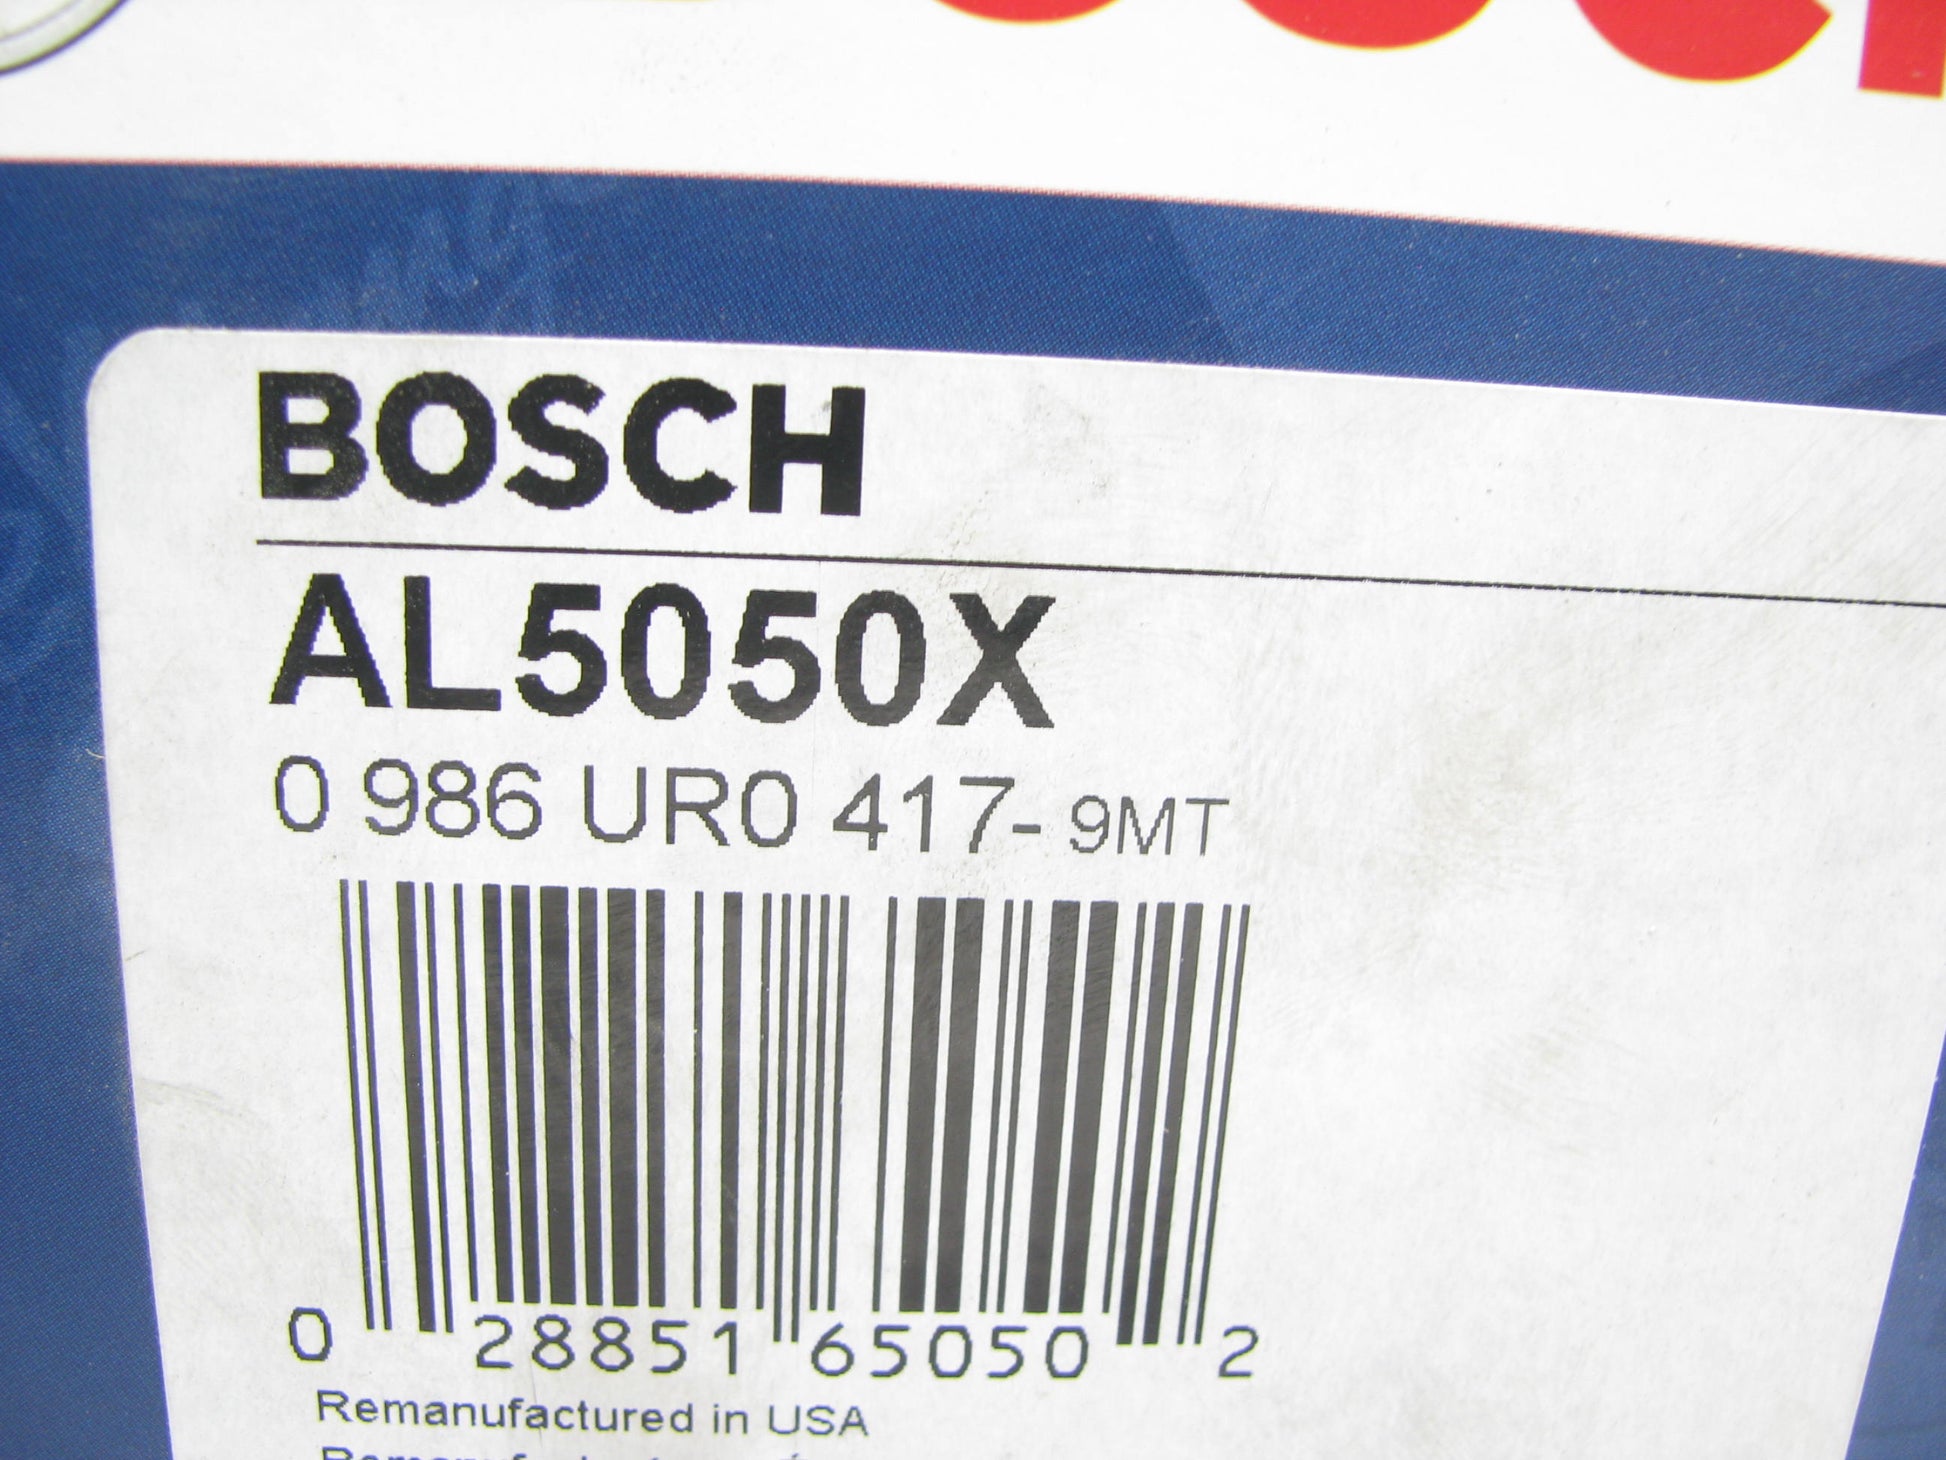 BOSCH
AL5050X
0 986 UR0 417- 9MT
0 28851 65050 2
Remanufactured in USA